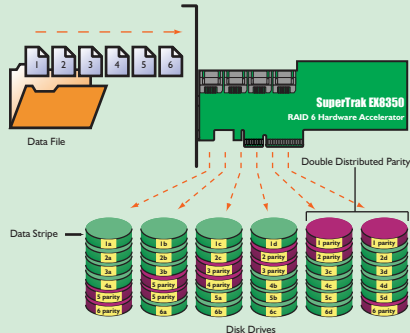 1 2 3 4 5 6
SuperTrak EX8350
RAID 6 Hardware Accelerator
Data File
Double Distributed Parity
Data Stripe
1a 1b 1c 1d 1 parity 1 parity
2a 2b 2c 2 parity 2 parity 2d
3a 3b 3 parity 3 parity 3c 3d
4a 5 parity 4 parity 4b 4c 4d
5 parity 5 parity 5a 5b 5c 5d
6 parity 6a 6b 6c 6d 6 parity
Disk Drives